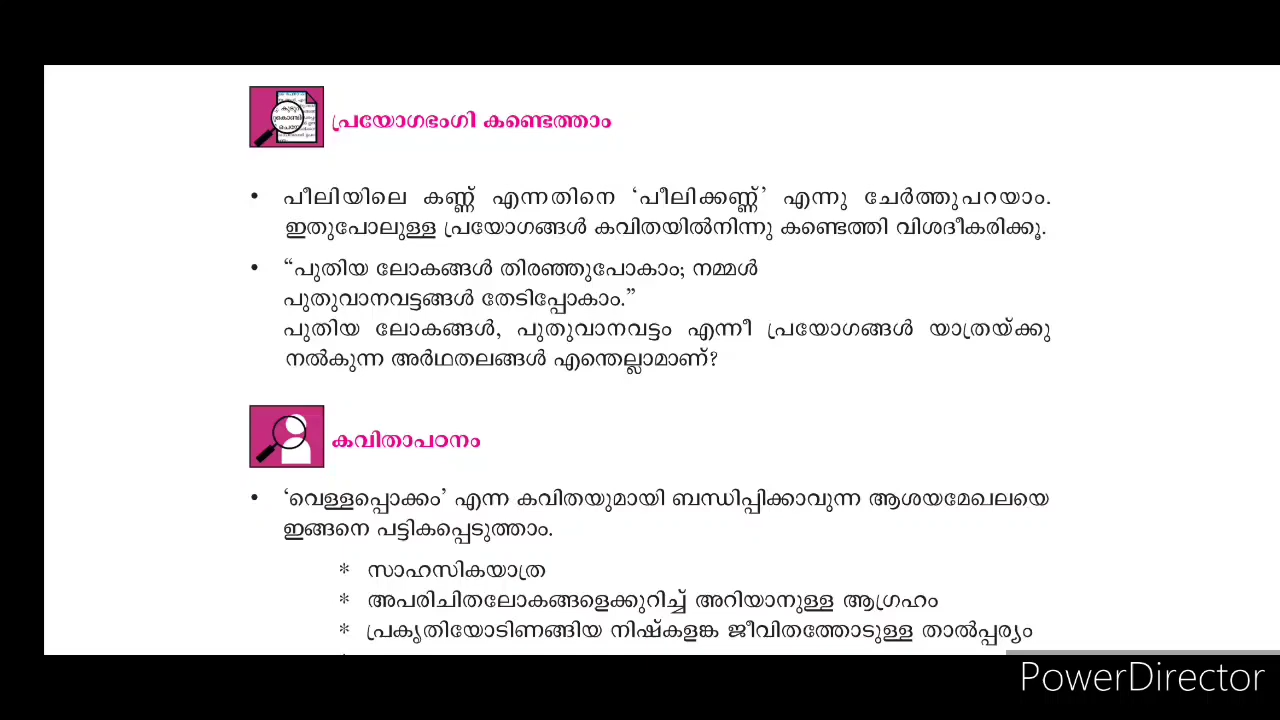 പ്രയോഗഭംഗി കണ്ടെത്താം
• പീലിയിലെ കണ്ണ് എന്നതിനെ ‘പീലിക്കണ്ണ്’ എന്നു ചേർത്തുപറയാം.
ഇതുപോലുള്ള പ്രയോഗങ്ങൾ കവിതയിൽനിന്നു കണ്ടെത്തി വിശദീകരിക്കൂ.
• “പുതിയ ലോകങ്ങൾ തിരഞ്ഞുപോകാം; നമ്മൾ
പുതുവാനവട്ടങ്ങൾ തേടിപ്പോകാം.”
പുതിയ ലോകങ്ങൾ, പുതുവാനവട്ടം എന്നീ പ്രയോഗങ്ങൾ യാത്രയ്ക്കു
നൽകുന്ന അർഥതലങ്ങൾ എന്തെല്ലാമാണ്?
കവിതാപഠനം
• ‘വെള്ളപ്പൊക്കം’ എന്ന കവിതയുമായി ബന്ധിപ്പിക്കാവുന്ന ആശയമേഖലയെ
ഇങ്ങനെ പട്ടികപ്പെടുത്താം.
* സാഹസികയാത്ര
* അപരിചിതലോകങ്ങളെക്കുറിച്ച് അറിയാനുള്ള ആഗ്രഹം
* പ്രകൃതിയോടിണങ്ങിയ നിഷ്കളങ്ക ജീവിതത്തോടുള്ള താൽപ്പര്യം
PowerDirector